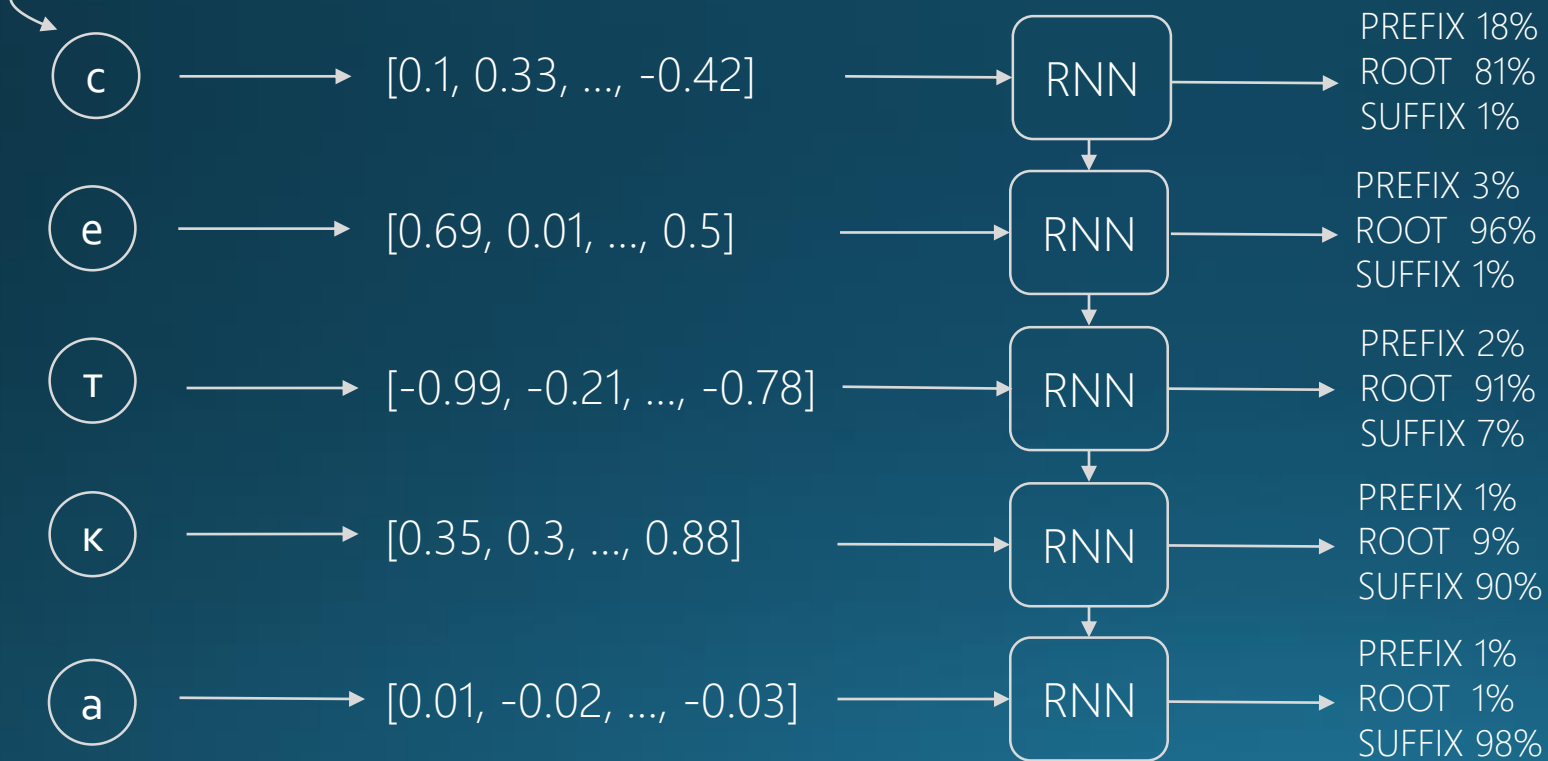 с [0.1, 0.33, ..., -0.42] RNN PREFIX 18%
ROOT 81%
SUFFIX 1%
е [0.69, 0.01, ..., 0.5] RNN PREFIX 3%
ROOT 96%
SUFFIX 1%
т [-0.99, -0.21, ..., -0.78] RNN PREFIX 2%
ROOT 91%
SUFFIX 7%
к [0.35, 0.3, ..., 0.88] RNN PREFIX 1%
ROOT 9%
SUFFIX 90%
а [0.01, -0.02, ..., -0.03] RNN PREFIX 1%
ROOT 1%
SUFFIX 98%